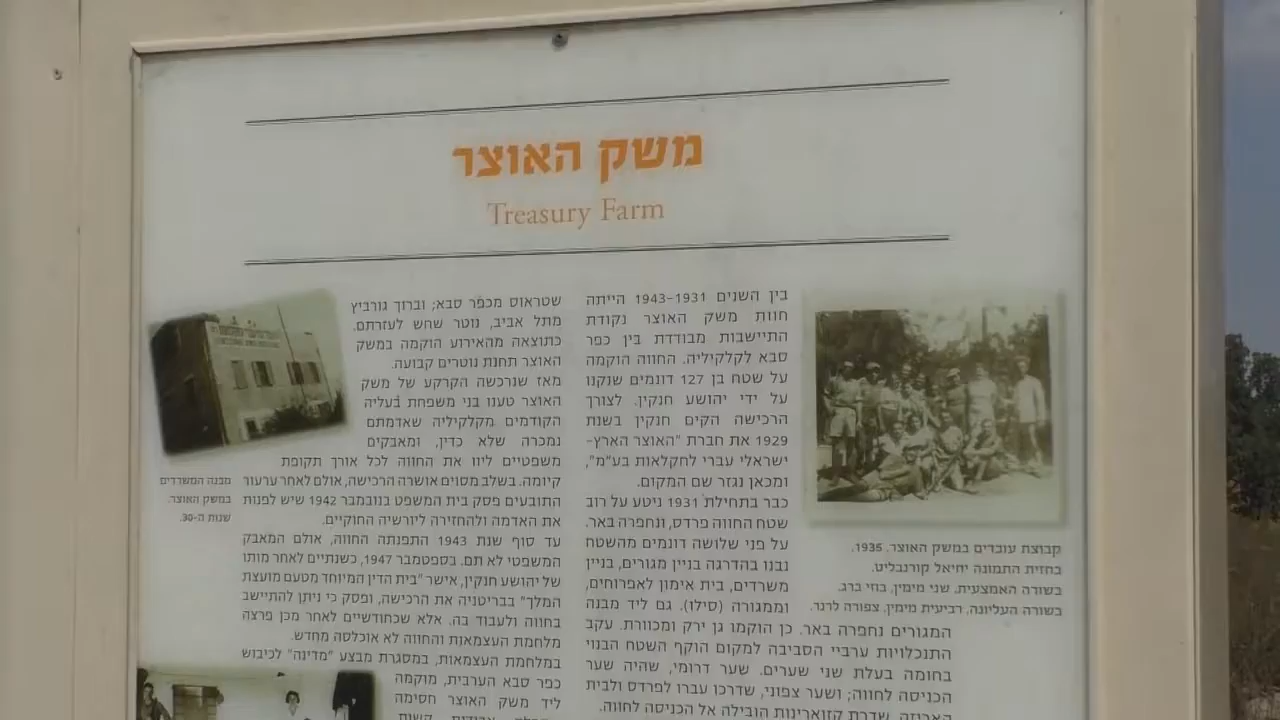 משק האוצר
Treasury Farm
בין השנים 1943-1931 הייתה
חוות משק האוצר נקודת
התיישבות מבודדת בין כפר
סבא לקלקיליה. החווה הוקמה
על שטח בן 127 דונמים שנקנו
על ידי יהושע חנקין. לצורך
הרכישה הקים חנקין בשנת
1929 את חברת "האוצר הארץ-
ישראלי עברי לחקלאות בע"מ",
ומכאן נגזר שם המקום.
כבר בתחילת 1931 ניטע על רוב
שטח החווה פרדס, ונחפרה באר.
על פני שלושה דונמים מהשטח
נבנו בהדרגה בניין מגורים, בניין
משרדים, בית אימון לאפרוחים,
וממגורה (סילו). גם ליד מבנה
המגורים נחפרה באר. כן הוקמו גן ירק ומכוורת. עקב
התנכלויות ערביי הסביבה למקום הוקף השטח הבנוי
בחומה בעלת שני שערים. שער דרומי, שהיה שער
הכניסה לחווה; ושער צפוני, שדרכו עברו לפרדס ולבית
האריזה. שדרת קזוארינות הובילה אל הכניסה לחווה.
קבוצת עובדים במשק האוצר. 1935.
בחזית התמונה יחיאל קורנבליט.
בשורה האמצעית, שני מימין, בוזי ברג.
בשורה העליונה, רביעית מימין, צפורה לרנר.
שטראוס מכפר סבא; וברוך גורביץ
מתל אביב, נוטר שחש לעזרתם.
כתוצאה מהאירוע הוקמה במשק
האוצר תחנת נוטרים קבועה.
מאז שנרכשה הקרקע של משק
האוצר טענו בני משפחת בעליה
הקודמים מקלקיליה שאדמתם
נמכרה שלא כדין, ומאבקים
משפטיים ליוו את החווה לכל אורך תקופת
קיומה. בשלב מסוים אושרה הרכישה, אולם לאחר ערעור
התובעים פסק בית המשפט בנובמבר 1942 שיש לפנות
את האדמה ולהחזירה ליורשיה החוקיים.
עד סוף שנת 1943 התפנתה החווה, אולם המאבק
המשפטי לא תם. בספטמבר 1947, כשנתיים לאחר מותו
של יהושע חנקין, אישר "בית הדין המיוחד מטעם מועצת
המלך" בבריטניה את הרכישה, ופסק כי ניתן להתיישב
בחווה ולעבוד בה. אלא שכחודשיים לאחר מכן פרצה
מלחמת העצמאות והחווה לא אוכלסה מחדש.
במלחמת העצמאות, במסגרת מבצע "מדינה" לכיבוש
כפר סבא הערבית, מוקמה
ליד משק האוצר חסימה
מבנה המשרדים
במשק האוצר.
שנות ה-30.